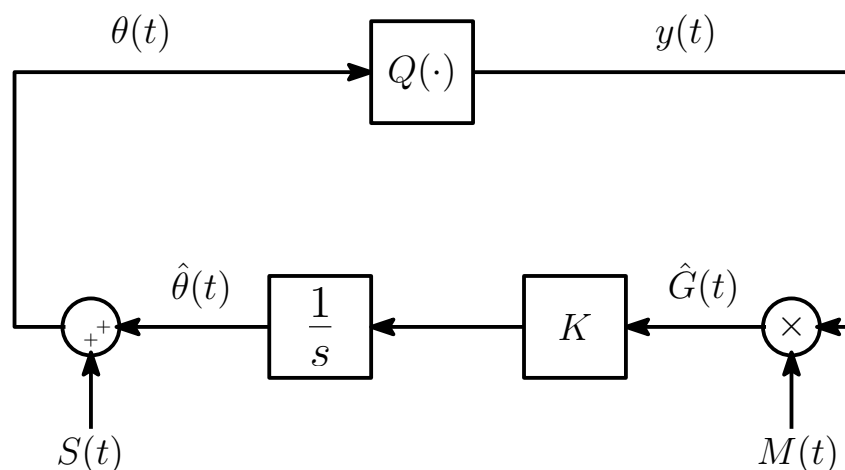 θ(t)
Q(·)
y(t)
θ̂(t)
1/s
K
Ĝ(t)
×
+
+
S(t)
M(t)